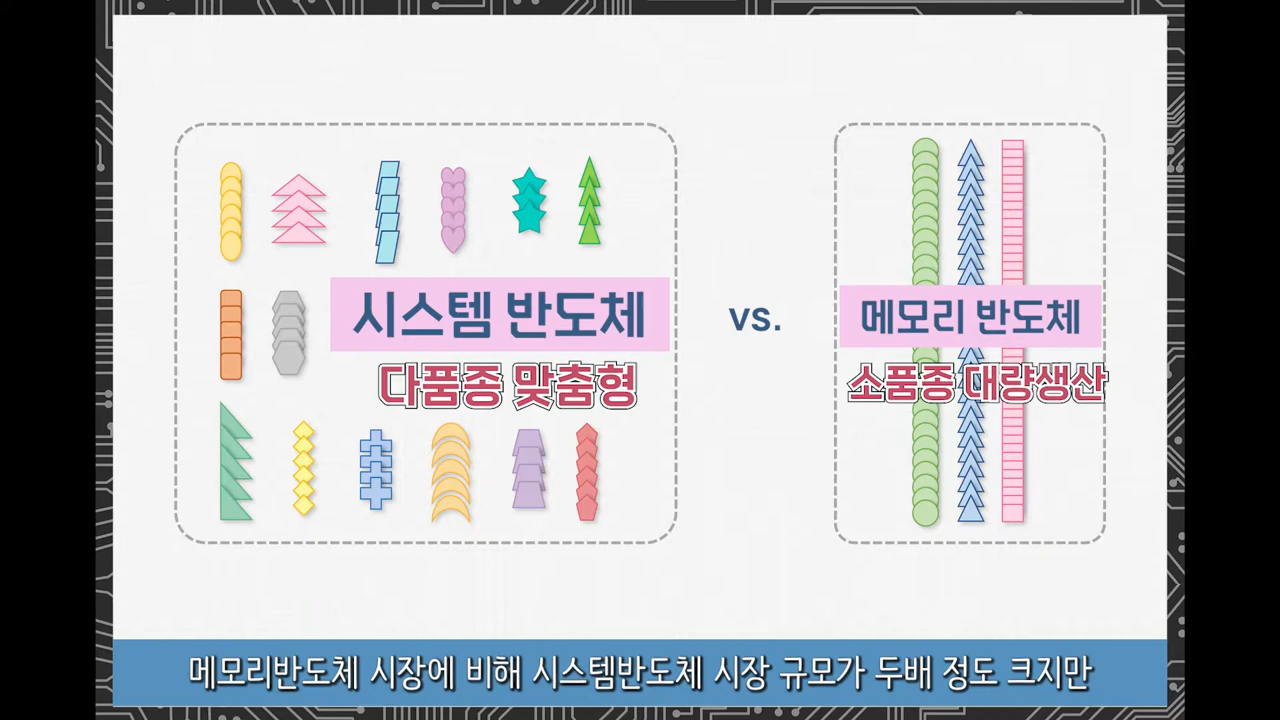 시스템 반도체
다품종 맞춤형
vs.
메모리 반도체
소품종 대량생산
메모리반도체 시장에 비해 시스템반도체 시장 규모가 두배 정도 크지만